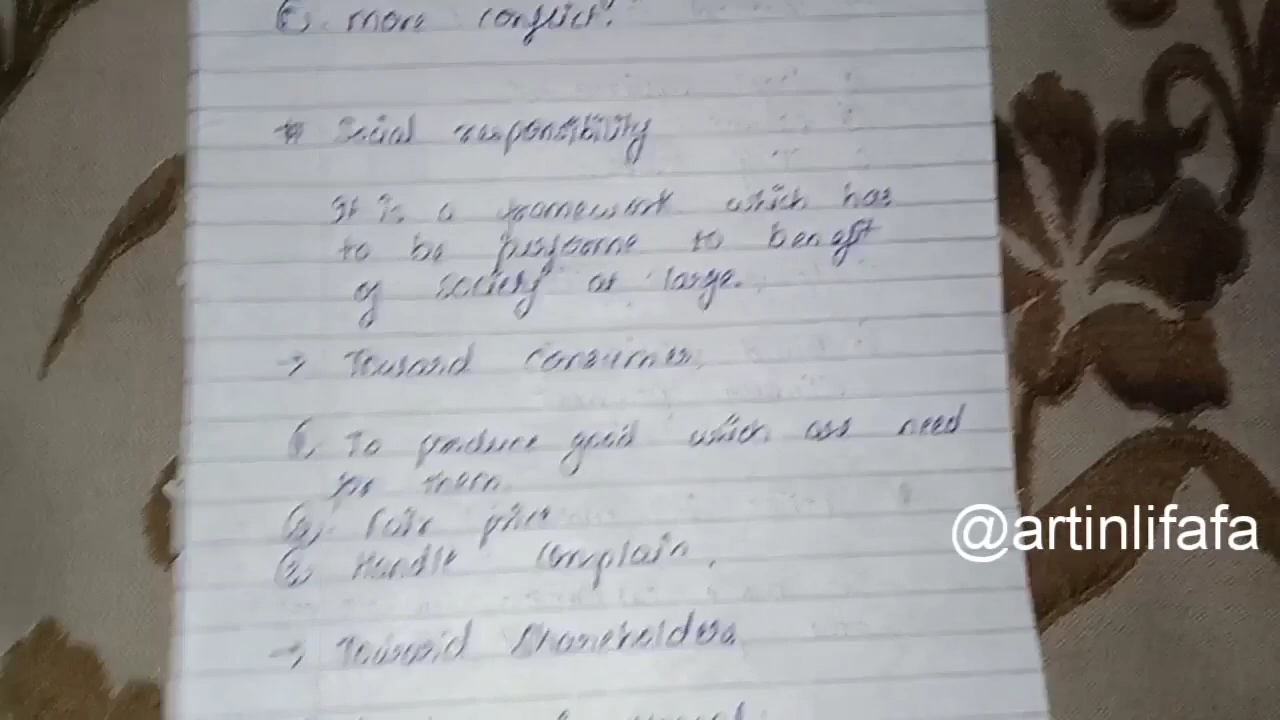 more conflict.
* Social responsibility
It is a framework which has
to be perform to benefit
of society at large.
→ Toward Consumer,
(1) To produce good which are need
for them.
(2) Fair price
(3) Handle complain,
→ Toward Shareholders,
@artinlifafa